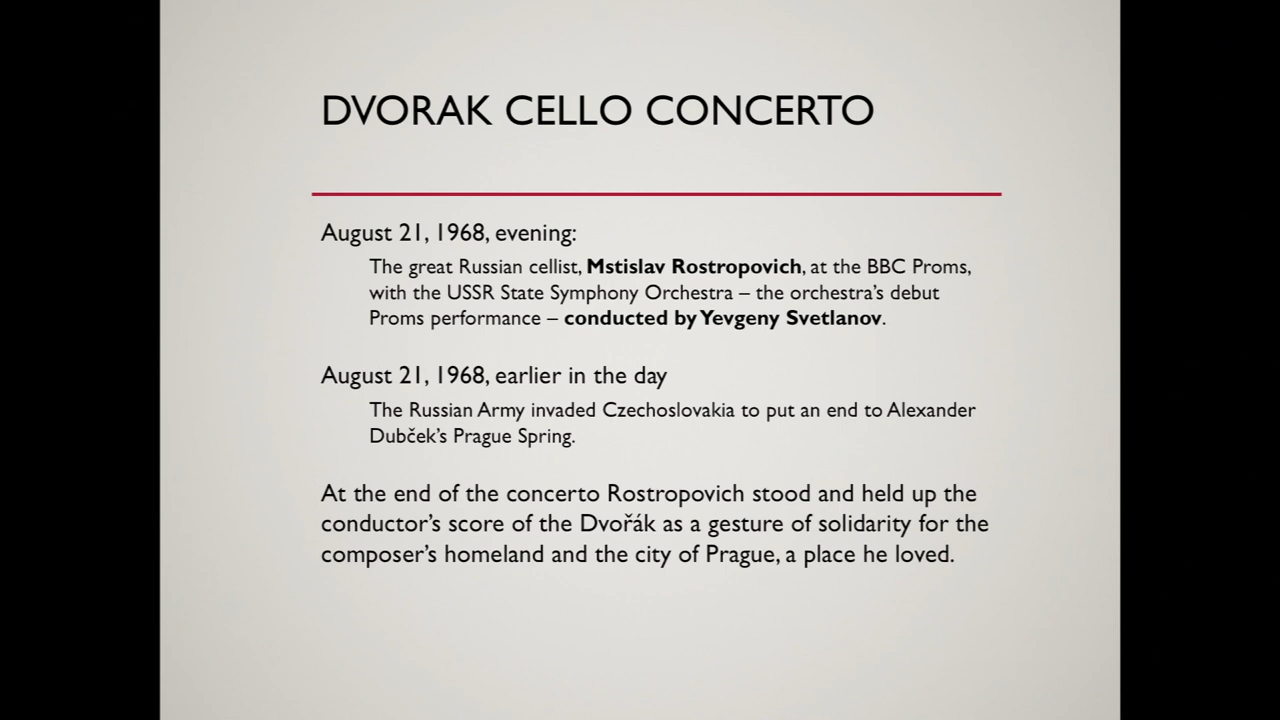 DVORAK CELLO CONCERTO
August 21, 1968, evening:
The great Russian cellist, Mstislav Rostropovich, at the BBC Proms,
with the USSR State Symphony Orchestra – the orchestra's debut
Proms performance – conducted by Yevgeny Svetlanov.
August 21, 1968, earlier in the day
The Russian Army invaded Czechoslovakia to put an end to Alexander
Dubček's Prague Spring.
At the end of the concerto Rostropovich stood and held up the
conductor's score of the Dvořák as a gesture of solidarity for the
composer's homeland and the city of Prague, a place he loved.